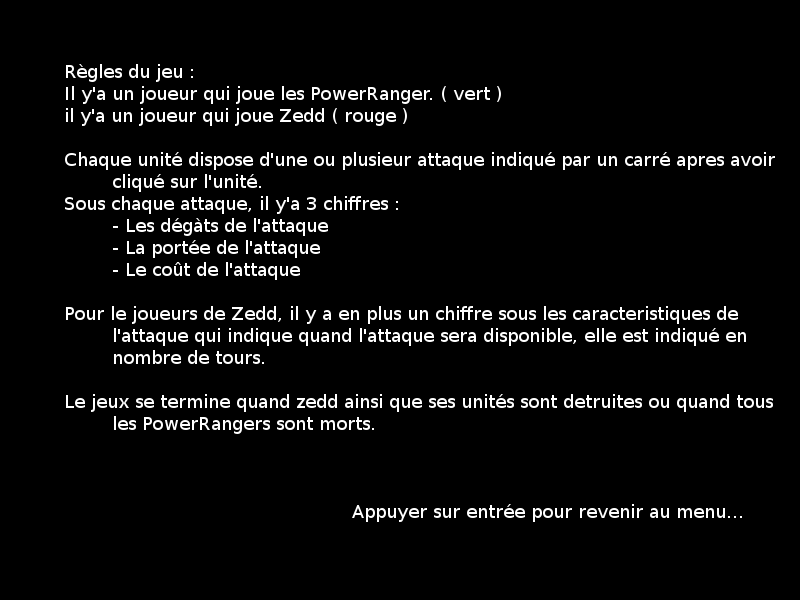 Règles du jeu :
Il y'a un joueur qui joue les PowerRanger. ( vert )
il y'a un joueur qui joue Zedd ( rouge )
Chaque unité dispose d'une ou plusieur attaque indiqué par un carré apres avoir
cliqué sur l'unité.
Sous chaque attaque, il y'a 3 chiffres :
- Les dégàts de l'attaque
- La portée de l'attaque
- Le coût de l'attaque
Pour le joueurs de Zedd, il y a en plus un chiffre sous les caracteristiques de
l'attaque qui indique quand l'attaque sera disponible, elle est indiqué en
nombre de tours.
Le jeux se termine quand zedd ainsi que ses unités sont detruites ou quand tous
les PowerRangers sont morts.
Appuyer sur entrée pour revenir au menu...